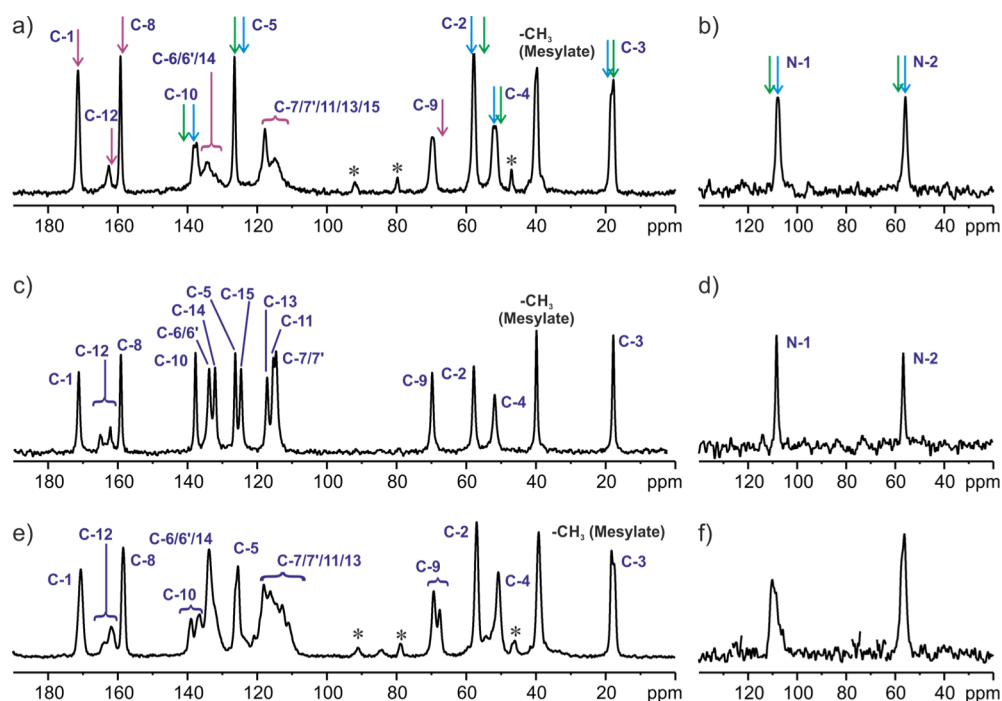 a)
C-1
C-8
C-5
C-2
-CH₃
(Mesylate)
C-3
C-6/6'/14
C-10
C-12
C-7/7'/11/13/15
C-9
C-4
* * *
180 160 140 120 100 80 60 40 20 ppm
b)
N-1
N-2
120 100 80 60 40 ppm
c)
C-5
C-15
C-14
C-13
C-11
C-6/6'
C-12
C-8
C-1
C-10
C-7/7'
C-9
C-2
C-4
-CH₃
(Mesylate)
C-3
180 160 140 120 100 80 60 40 20 ppm
d)
N-1
N-2
120 100 80 60 40 ppm
e)
C-12
C-6/6'/14
C-2
-CH₃ (Mesylate)
C-1
C-8
C-5
C-7/7'/11/13
C-9
C-4
C-3
C-10
* * *
180 160 140 120 100 80 60 40 20 ppm
f)
120 100 80 60 40 ppm